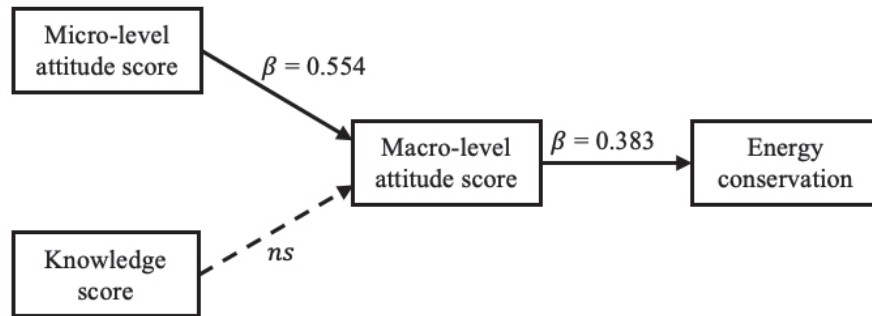 Micro-level
attitude score
β = 0.554
Macro-level
attitude score
β = 0.383
Energy
conservation
ns
Knowledge
score